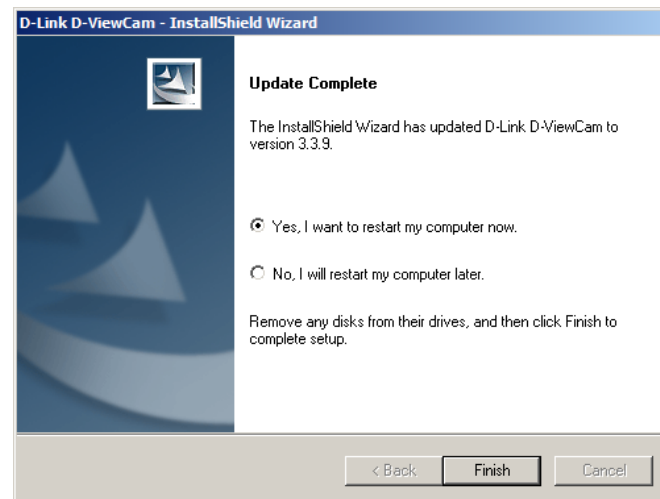 D-Link D-ViewCam - InstallShield Wizard
Update Complete
The InstallShield Wizard has updated D-Link D-ViewCam to
version 3.3.9.
Yes, I want to restart my computer now.
No, I will restart my computer later.
Remove any disks from their drives, and then click Finish to
complete setup.
< Back
Finish
Cancel